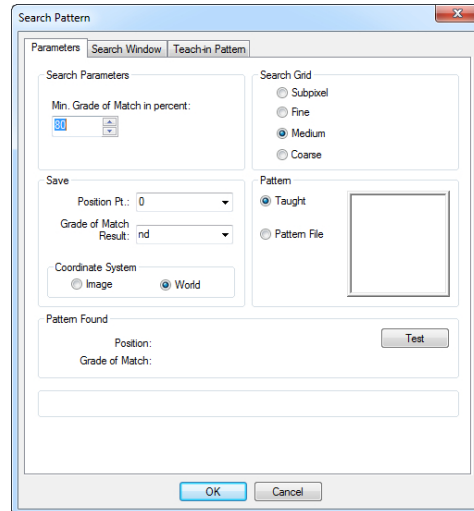 Search Pattern
Parameters Search Window Teach-in Pattern
Search Parameters
Min. Grade of Match in percent:
80
Search Grid
Subpixel
Fine
Medium
Coarse
Save
Position Pt.: 0
Grade of Match
Result: nd
Coordinate System
Image World
Pattern
Taught
Pattern File
Pattern Found
Position:
Grade of Match:
Test
OK Cancel